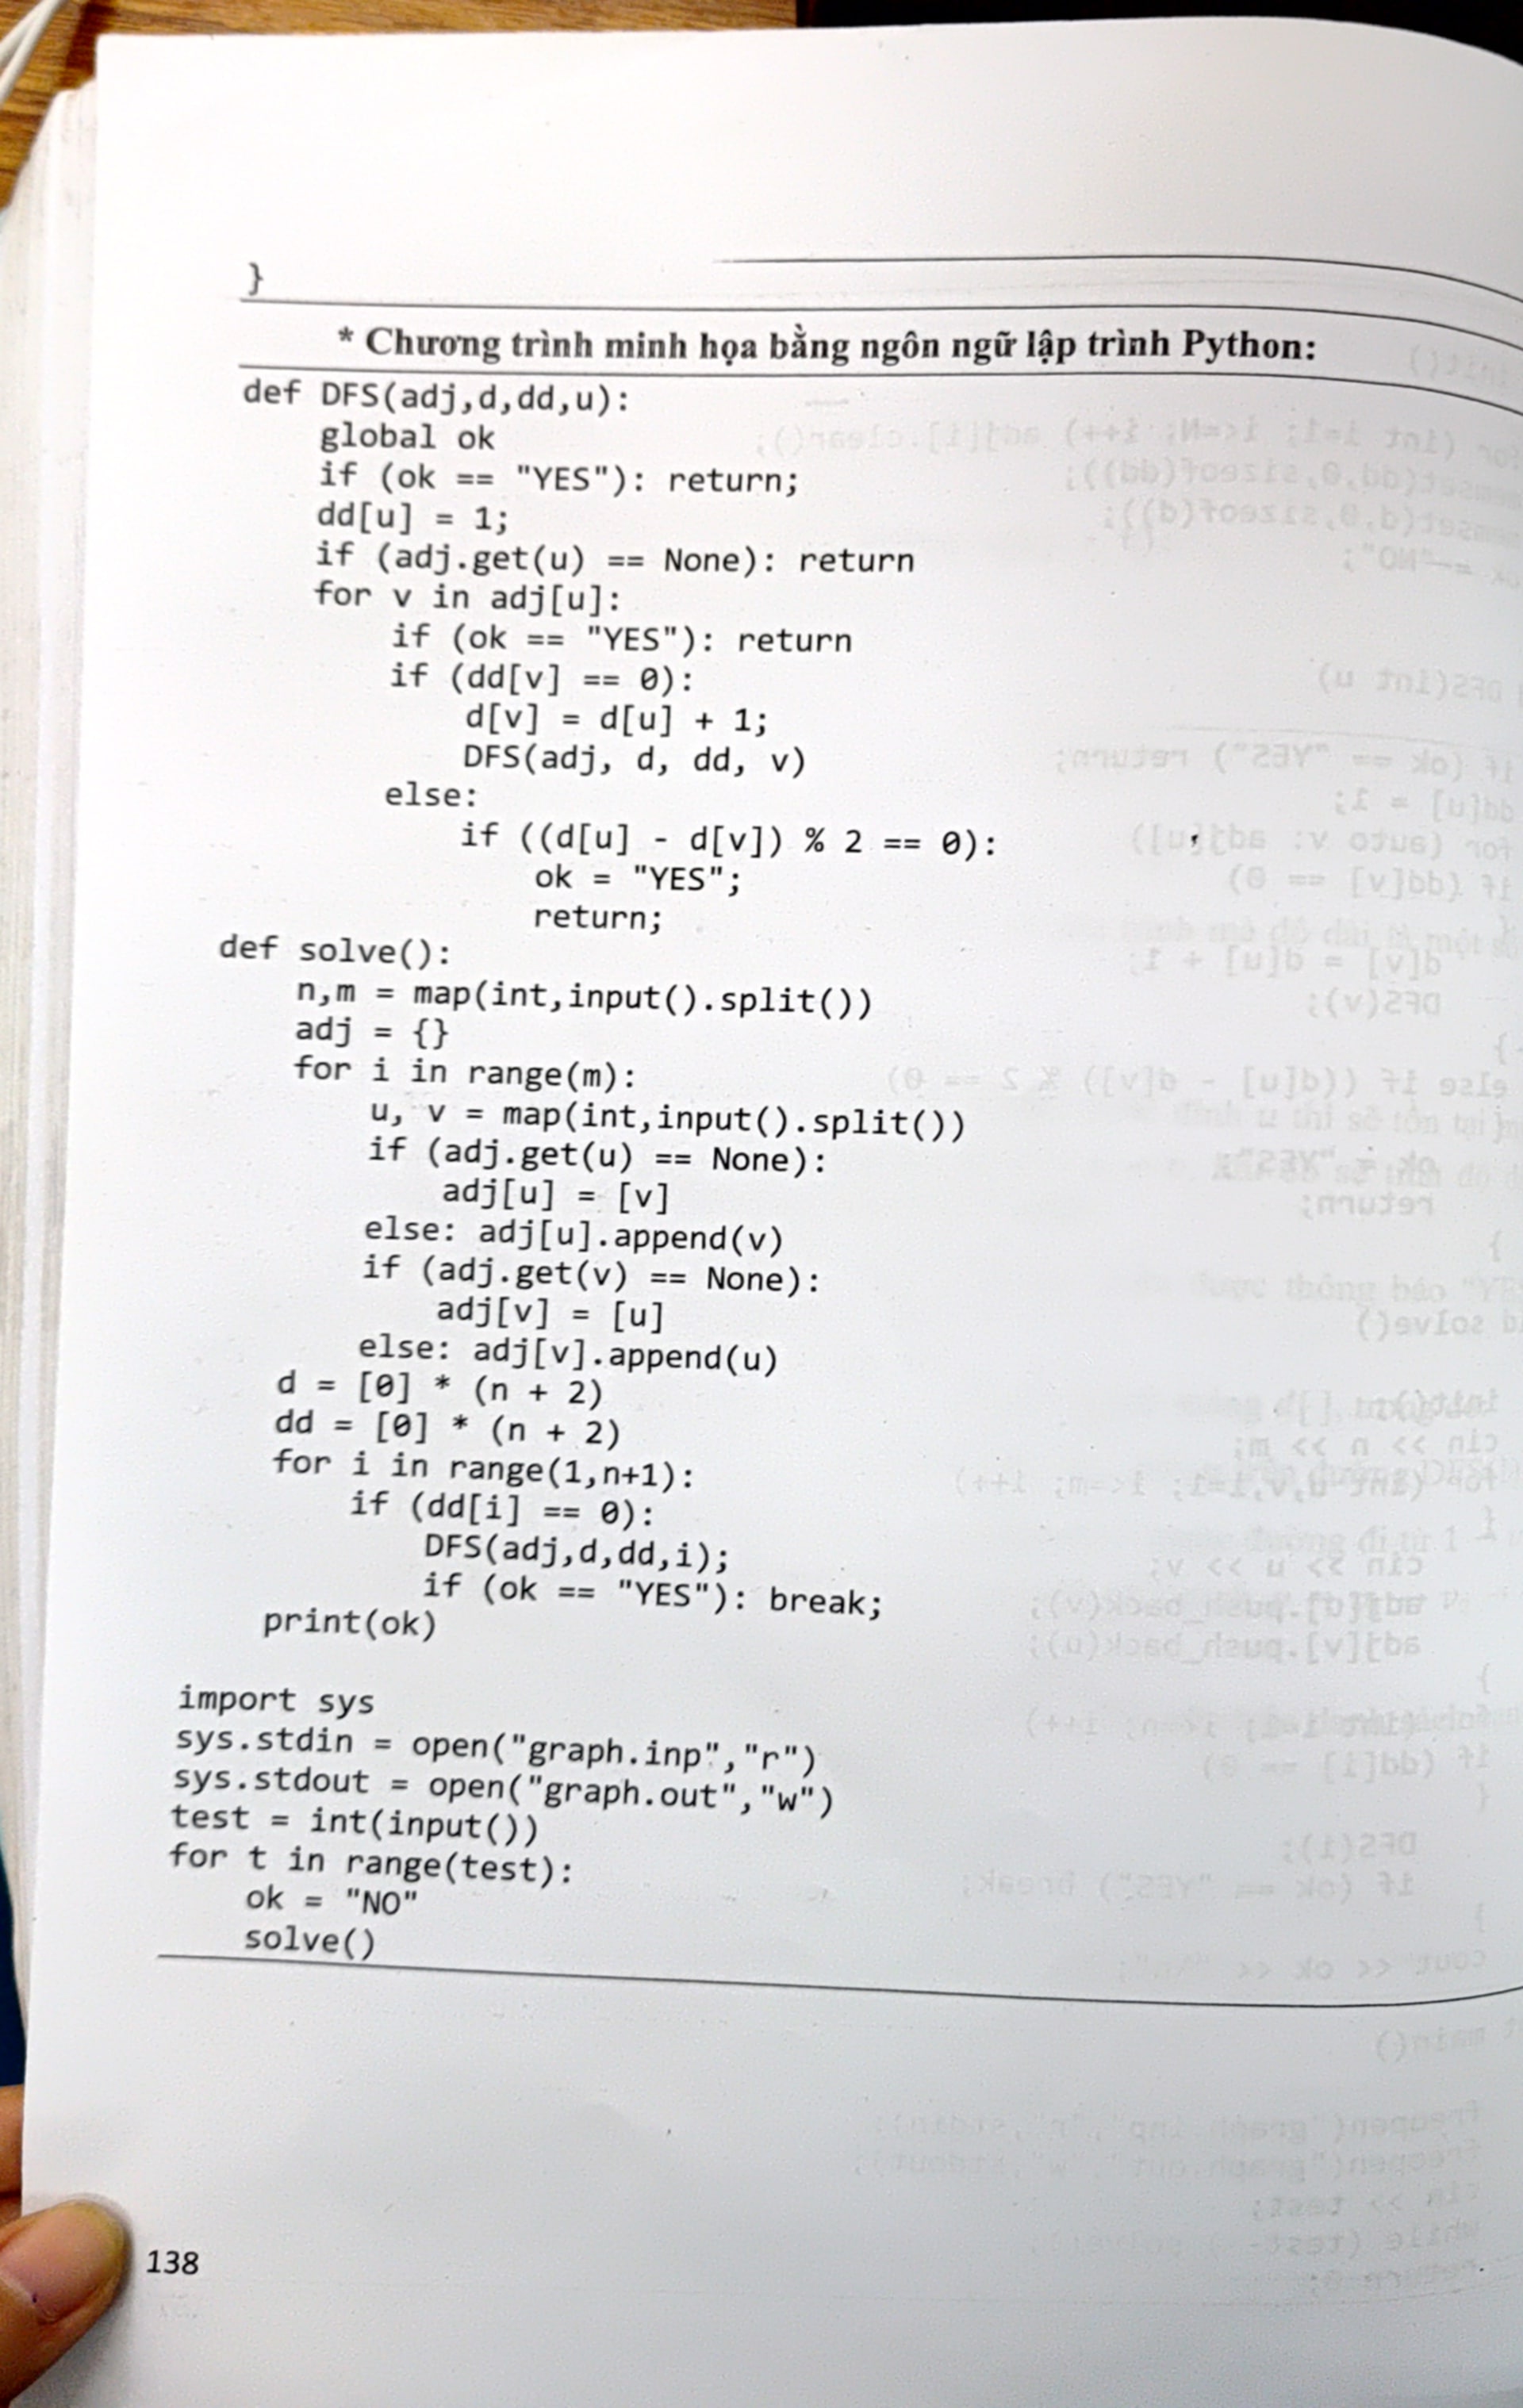 }
* Chương trình minh họa bằng ngôn ngữ lập trình Python:
def DFS(adj,d,dd,u):
    global ok
    if (ok == "YES"): return;
    dd[u] = 1;
    if (adj.get(u) == None): return
    for v in adj[u]:
        if (ok == "YES"): return
        if (dd[v] == 0):
            d[v] = d[u] + 1;
            DFS(adj, d, dd, v)
        else:
            if ((d[u] - d[v]) % 2 == 0):
                ok = "YES";
                return;
def solve():
    n,m = map(int,input().split())
    adj = {}
    for i in range(m):
        u, v = map(int,input().split())
        if (adj.get(u) == None):
            adj[u] = [v]
        else: adj[u].append(v)
        if (adj.get(v) == None):
            adj[v] = [u]
        else: adj[v].append(u)
    d = [0] * (n + 2)
    dd = [0] * (n + 2)
    for i in range(1,n+1):
        if (dd[i] == 0):
            DFS(adj,d,dd,i);
            if (ok == "YES"): break;
    print(ok)
import sys
sys.stdin = open("graph.inp","r")
sys.stdout = open("graph.out","w")
test = int(input())
for t in range(test):
    ok = "NO"
    solve()
138